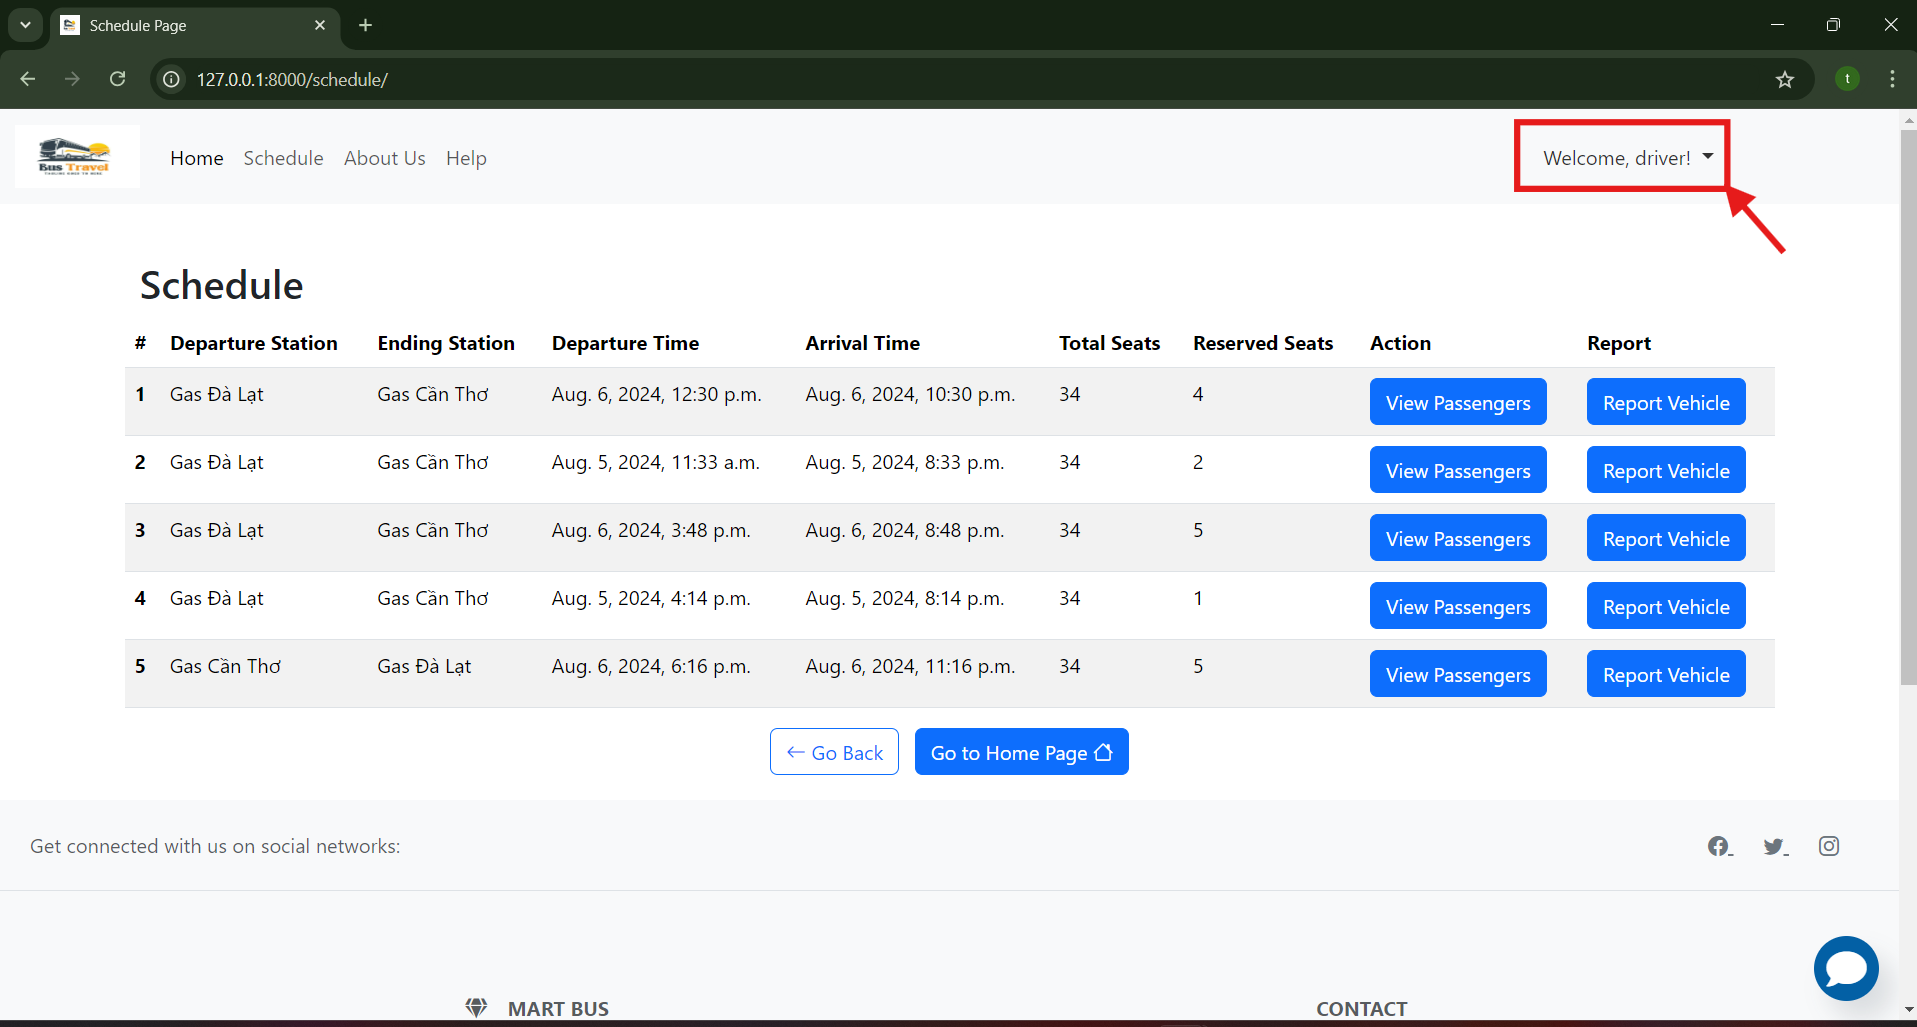 Schedule Page
127.0.0.1:8000/schedule/
t
Bus Travel
Home Schedule About Us Help
Welcome, driver!
Schedule
# Departure Station Ending Station Departure Time Arrival Time Total Seats Reserved Seats Action Report
1 Gas Đà Lạt Gas Cần Thơ Aug. 6, 2024, 12:30 p.m. Aug. 6, 2024, 10:30 p.m. 34 4 View Passengers Report Vehicle
2 Gas Đà Lạt Gas Cần Thơ Aug. 5, 2024, 11:33 a.m. Aug. 5, 2024, 8:33 p.m. 34 2 View Passengers Report Vehicle
3 Gas Đà Lạt Gas Cần Thơ Aug. 6, 2024, 3:48 p.m. Aug. 6, 2024, 8:48 p.m. 34 5 View Passengers Report Vehicle
4 Gas Đà Lạt Gas Cần Thơ Aug. 5, 2024, 4:14 p.m. Aug. 5, 2024, 8:14 p.m. 34 1 View Passengers Report Vehicle
5 Gas Cần Thơ Gas Đà Lạt Aug. 6, 2024, 6:16 p.m. Aug. 6, 2024, 11:16 p.m. 34 5 View Passengers Report Vehicle
← Go Back Go to Home Page
Get connected with us on social networks:
MART BUS CONTACT